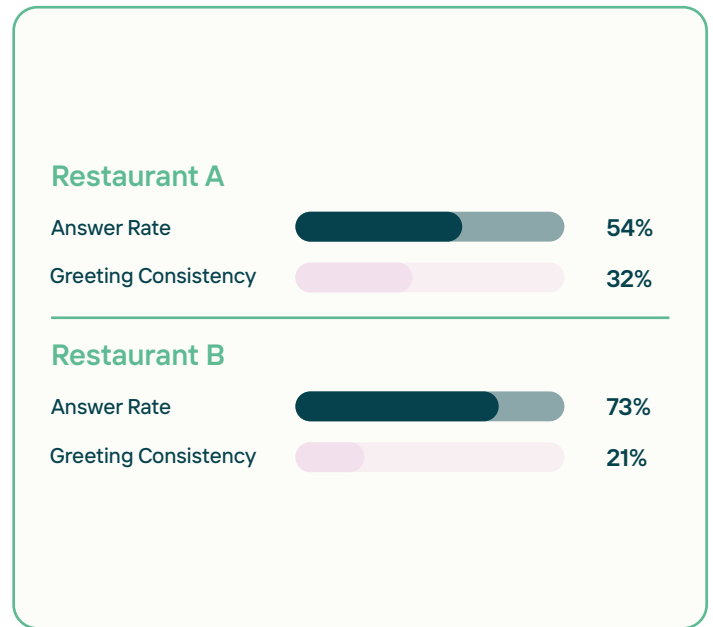 Restaurant A
Answer Rate 54%
Greeting Consistency 32%
Restaurant B
Answer Rate 73%
Greeting Consistency 21%